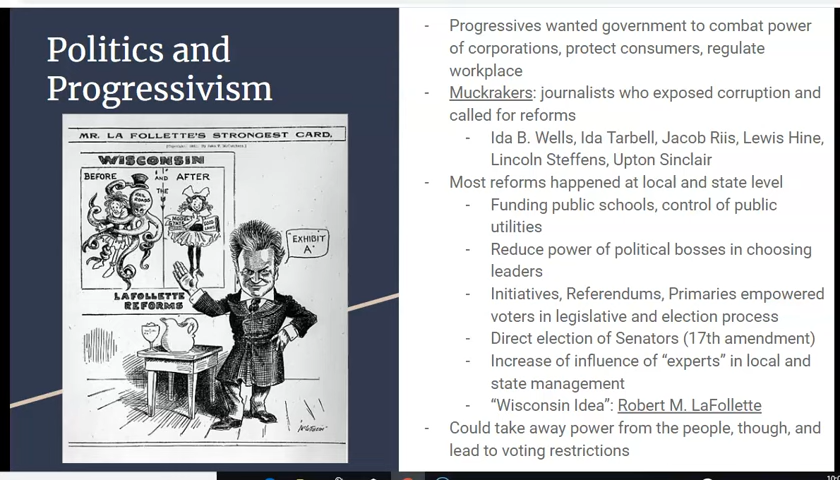 Politics and
Progressivism
MR. LA FOLLETTE'S STRONGEST CARD.
WISCONSIN
BEFORE AND AFTER
THE
RAIL
ROADS
MODEL
STATE
GOOD
LAWS
EXHIBIT
A
LAFOLLETTE
REFORMS
- Progressives wanted government to combat power
of corporations, protect consumers, regulate
workplace
- Muckrakers: journalists who exposed corruption and
called for reforms
- Ida B. Wells, Ida Tarbell, Jacob Riis, Lewis Hine,
Lincoln Steffens, Upton Sinclair
- Most reforms happened at local and state level
- Funding public schools, control of public
utilities
- Reduce power of political bosses in choosing
leaders
- Initiatives, Referendums, Primaries empowered
voters in legislative and election process
- Direct election of Senators (17th amendment)
- Increase of influence of “experts” in local and
state management
- “Wisconsin Idea”: Robert M. LaFollette
- Could take away power from the people, though, and
lead to voting restrictions